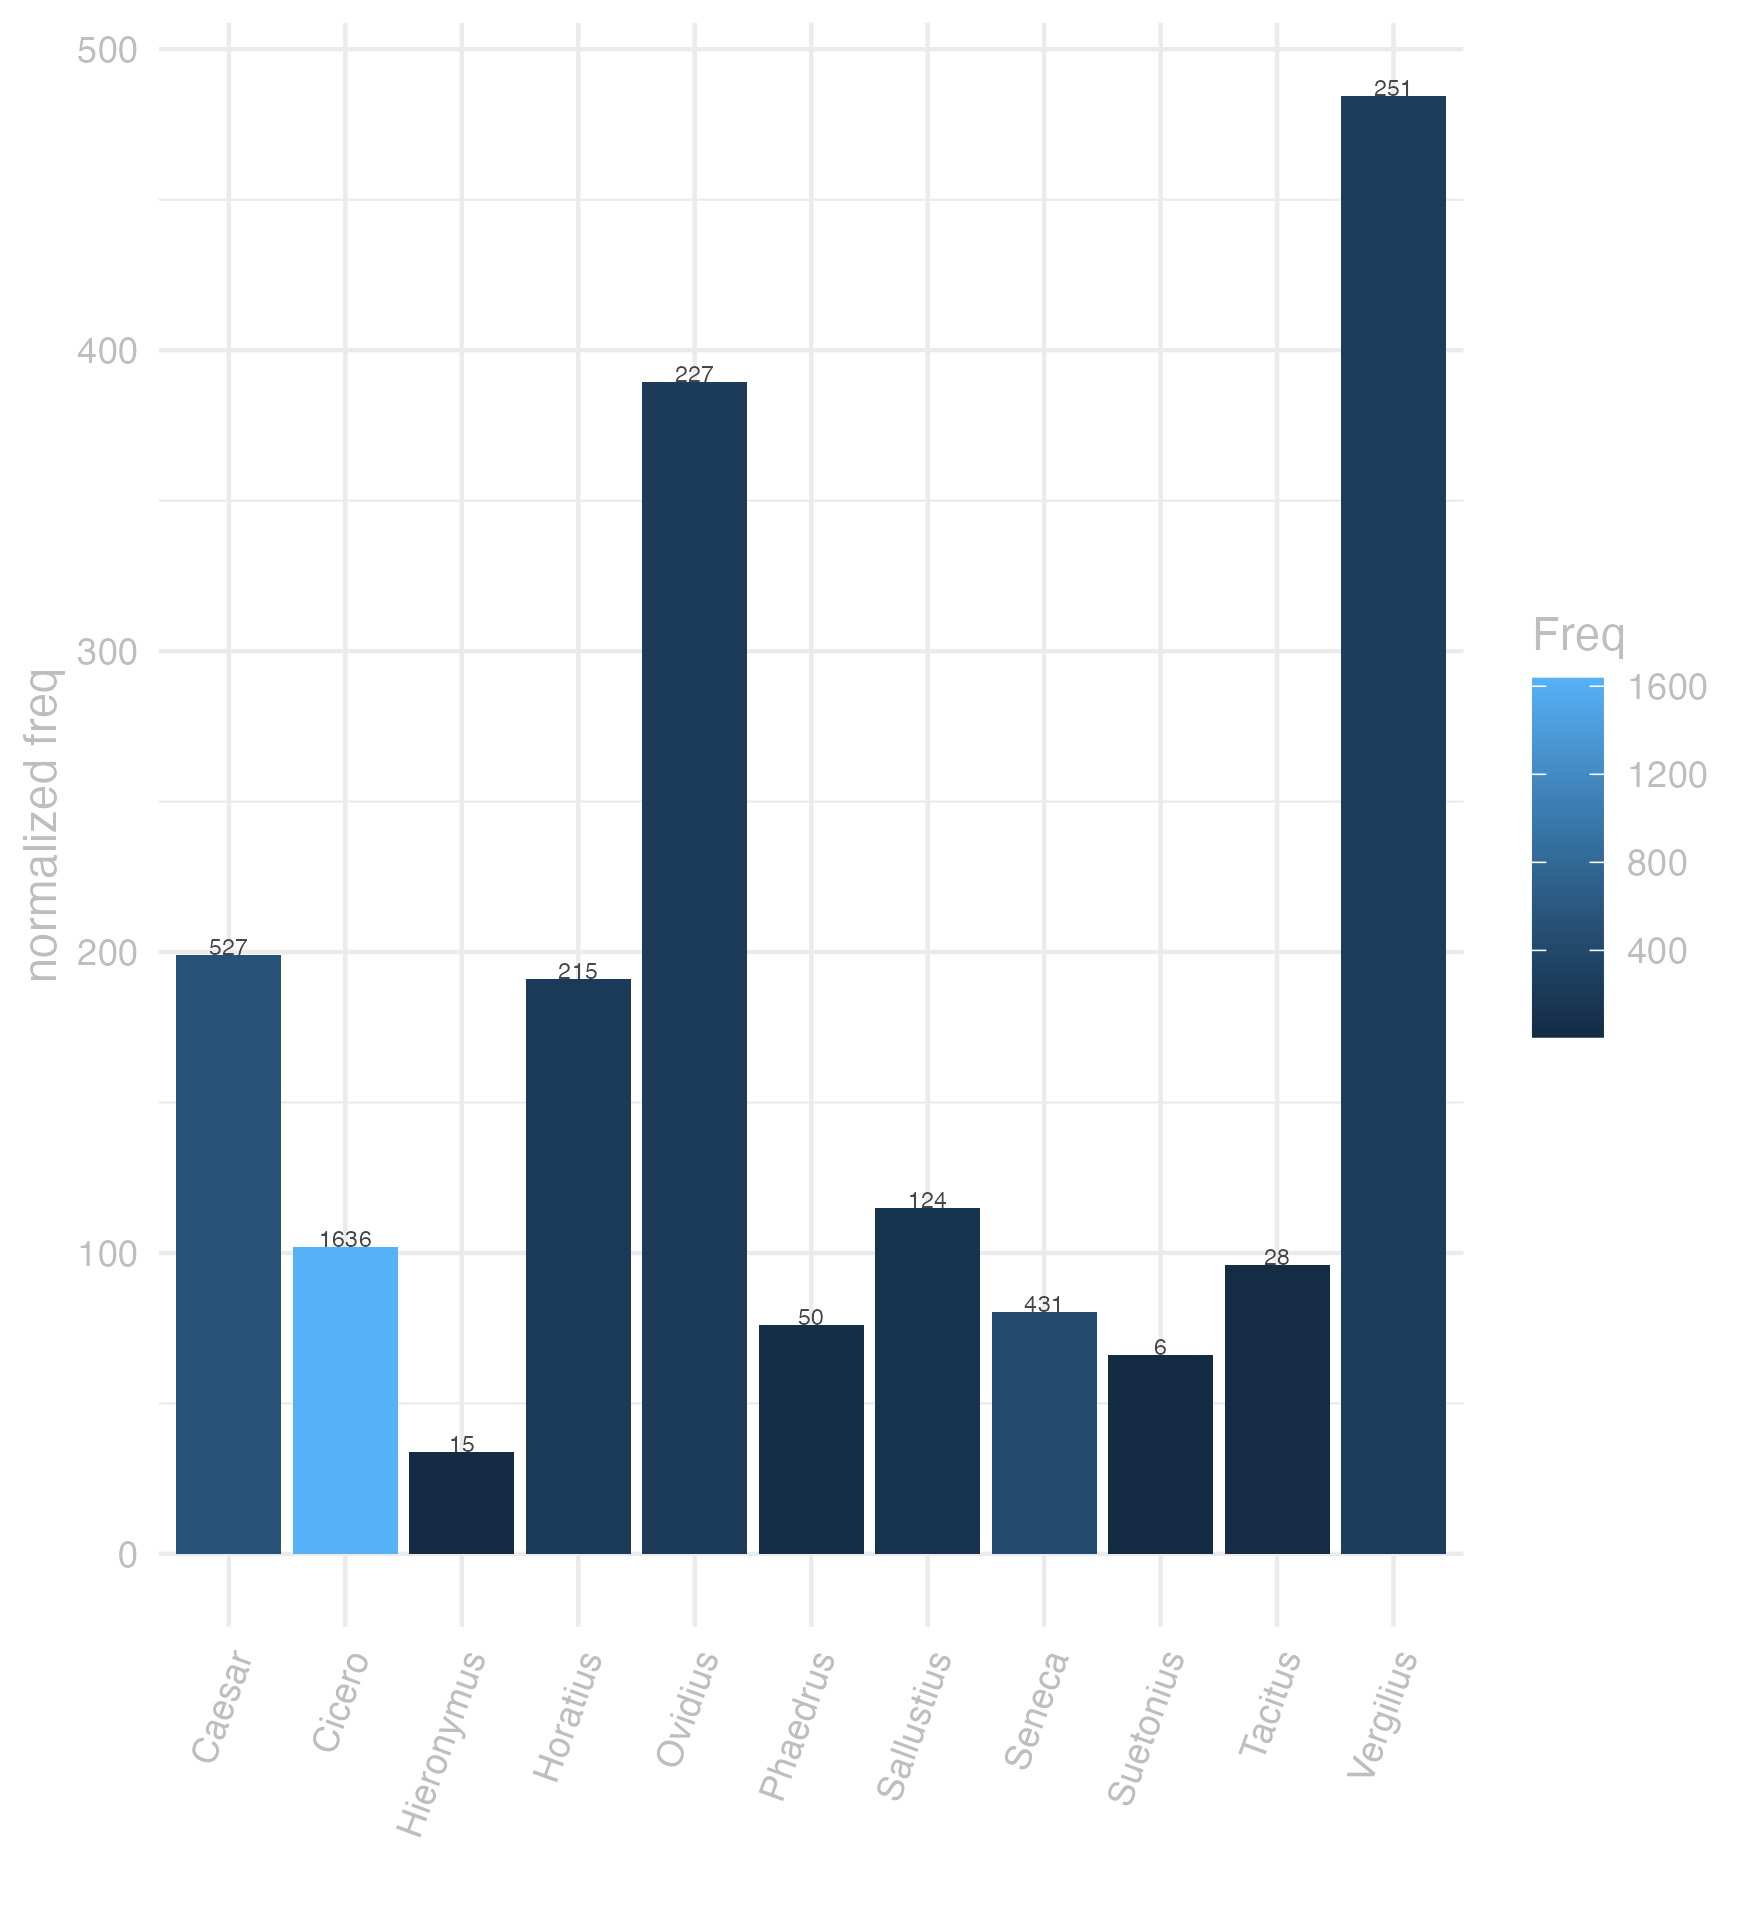 500
400
300
200
100
0
normalized freq
527
1636
15
215
227
50
124
431
6
28
251
Caesar
Cicero
Hieronymus
Horatius
Ovidius
Phaedrus
Sallustius
Seneca
Suetonius
Tacitus
Vergilius
Freq
1600
1200
800
400